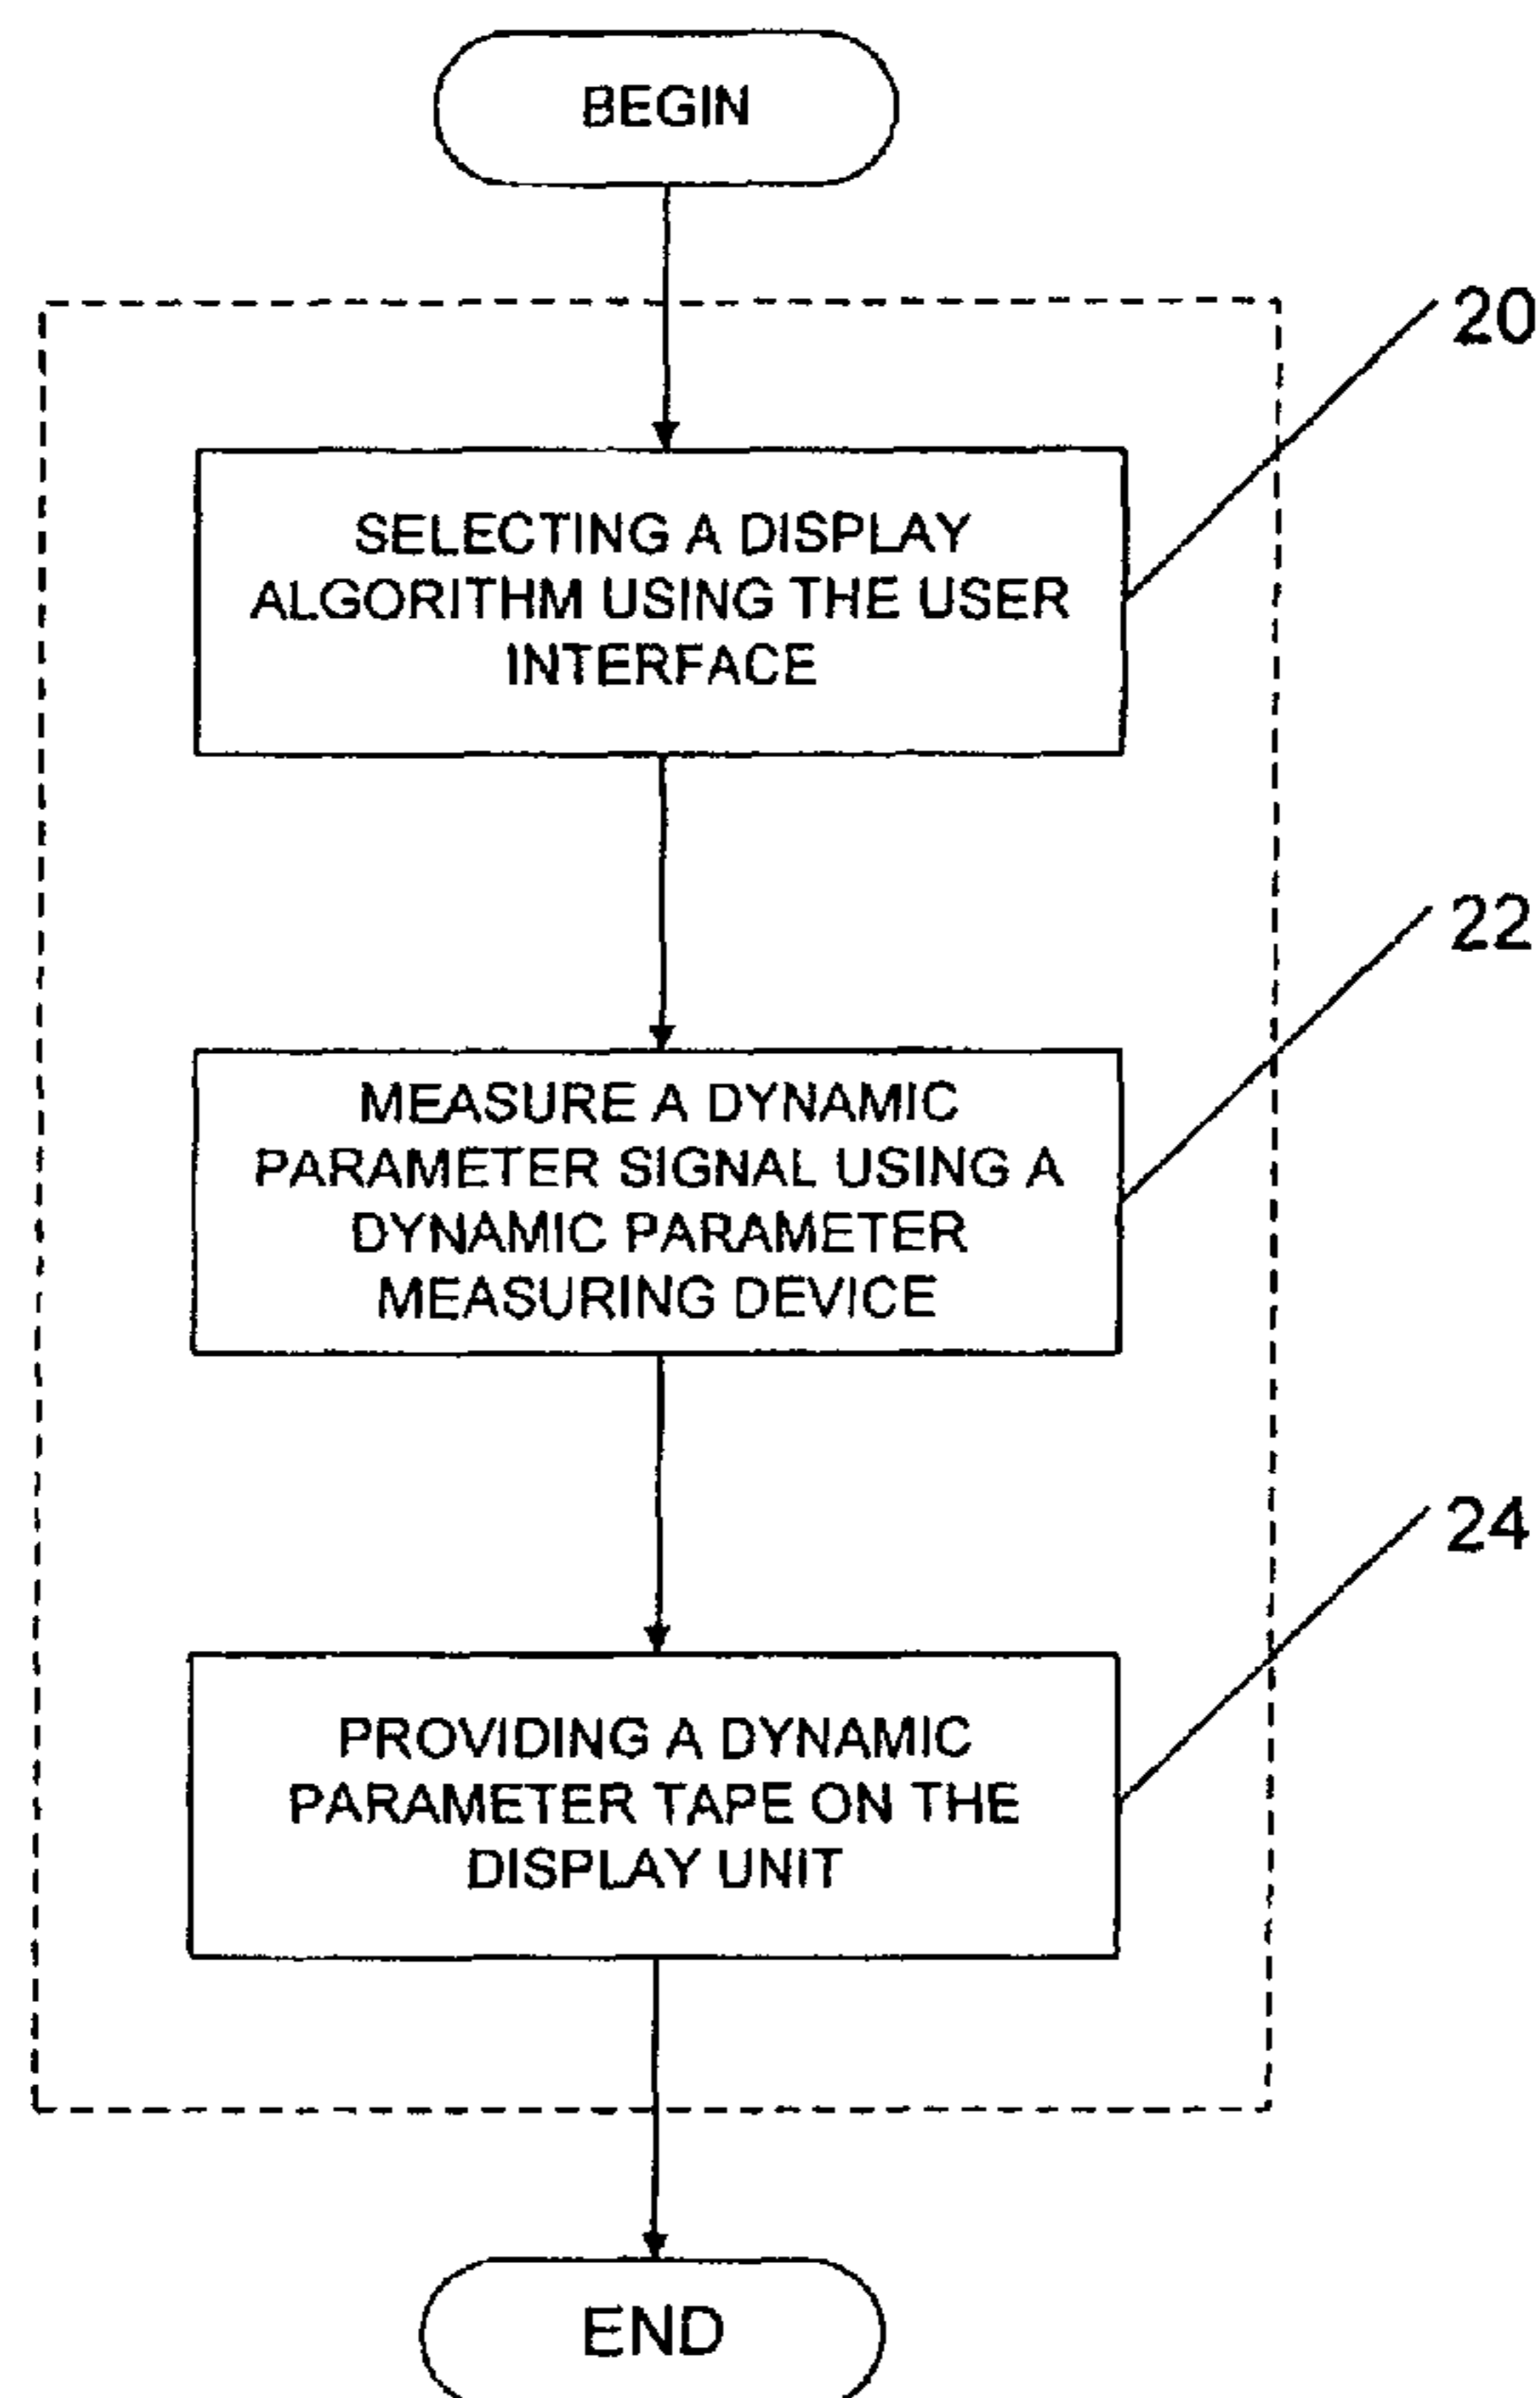 BEGIN
20
SELECTING A DISPLAY
ALGORITHM USING THE USER
INTERFACE
22
MEASURE A DYNAMIC
PARAMETER SIGNAL USING A
DYNAMIC PARAMETER
MEASURING DEVICE
24
PROVIDING A DYNAMIC
PARAMETER TAPE ON THE
DISPLAY UNIT
END